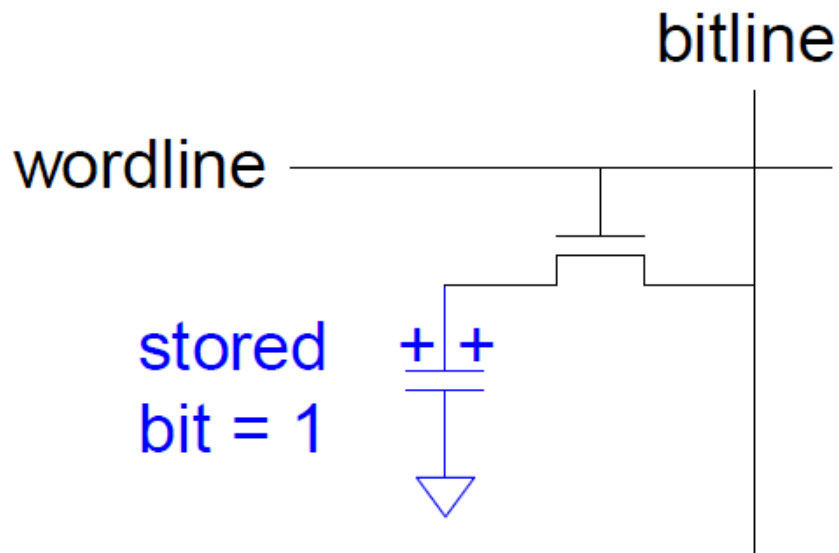 bitline
wordline
stored
+ +
bit = 1